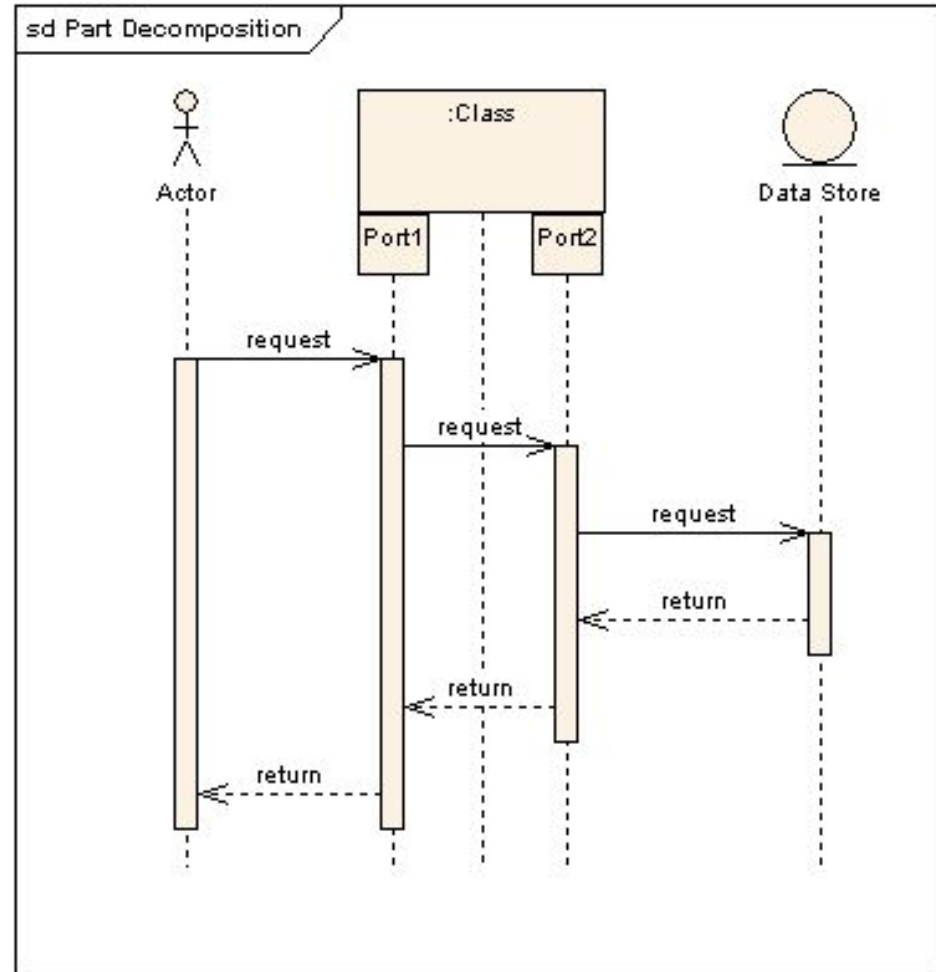 sd Part Decomposition
:Class
Actor
Data Store
Port1
Port2
request
request
request
return
return
return